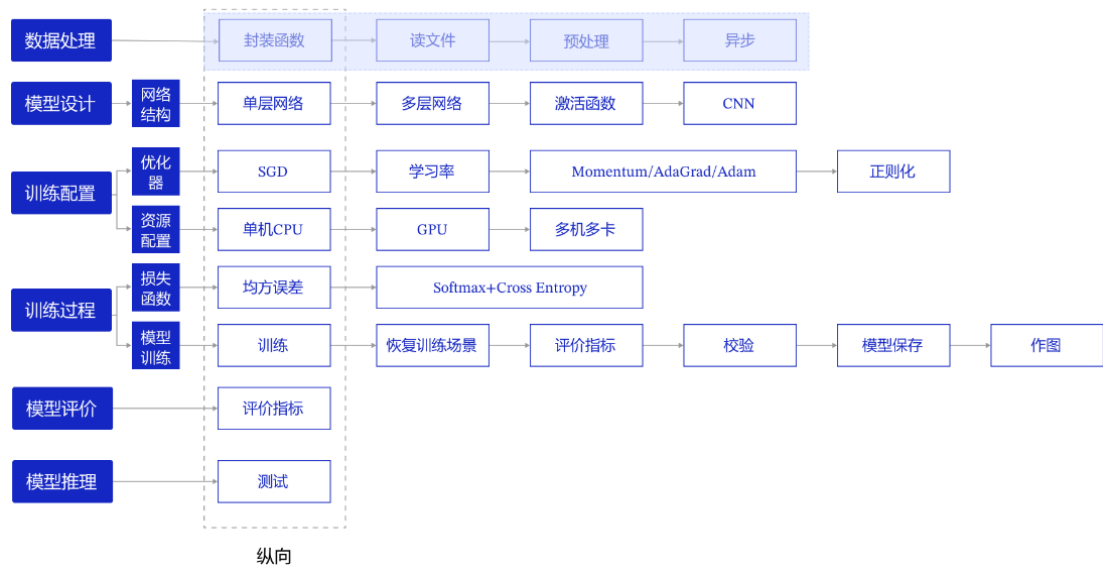 数据处理
封装函数
读文件
预处理
异步
模型设计
网络
结构
单层网络
多层网络
激活函数
CNN
训练配置
优化
器
SGD
学习率
Momentum/AdaGrad/Adam
正则化
资源
配置
单机CPU
GPU
多机多卡
训练过程
损失
函数
均方误差
Softmax+Cross Entropy
模型
训练
训练
恢复训练场景
评价指标
校验
模型保存
作图
模型评价
评价指标
模型推理
测试
纵向